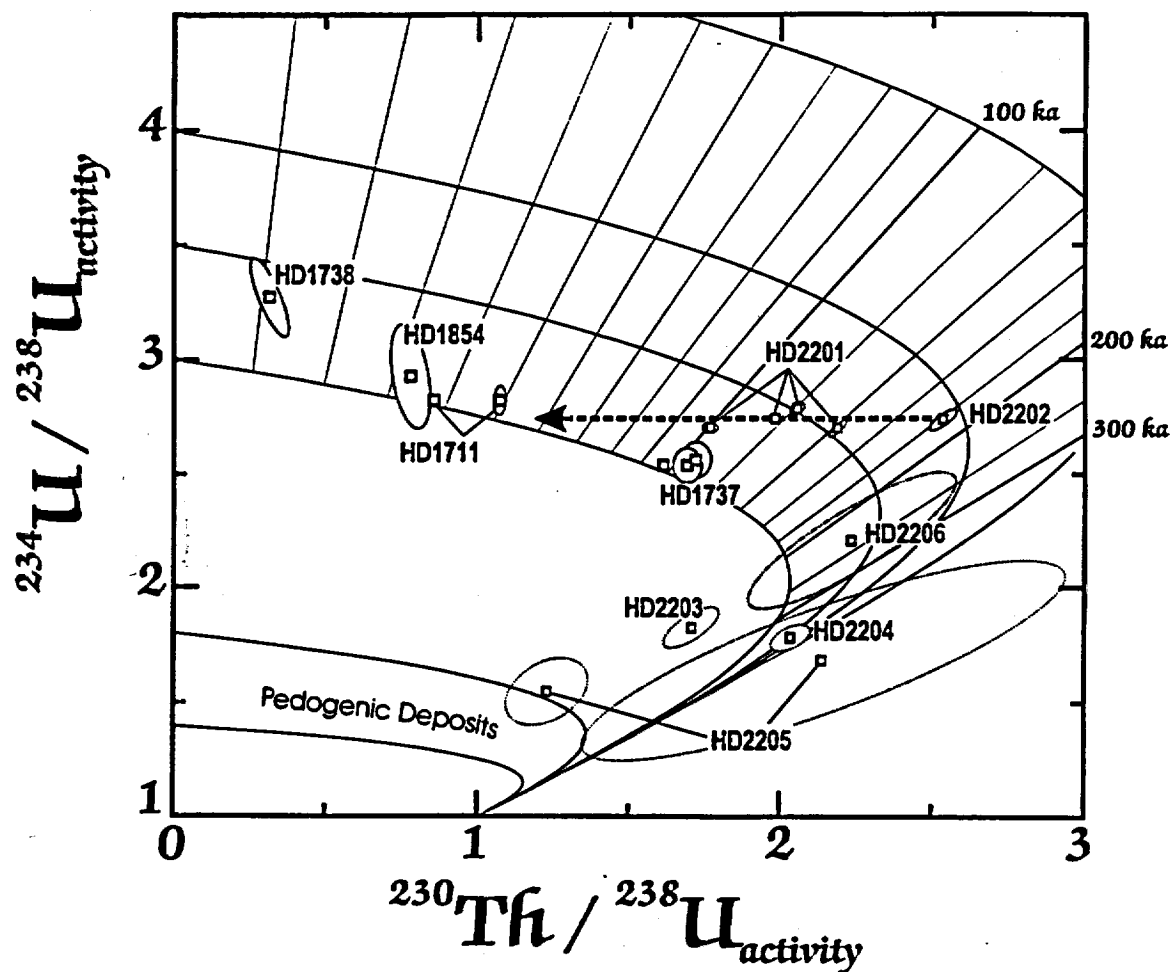 100 ka
4
HD1738
3
HD1854
HD2201
200 ka
HD2202
300 ka
HD1711
HD1737
HD2206
2
HD2203
HD2204
Pedogenic Deposits
HD2205
1
0
1
2
3
234U / 238Uactivity
230Th / 238Uactivity